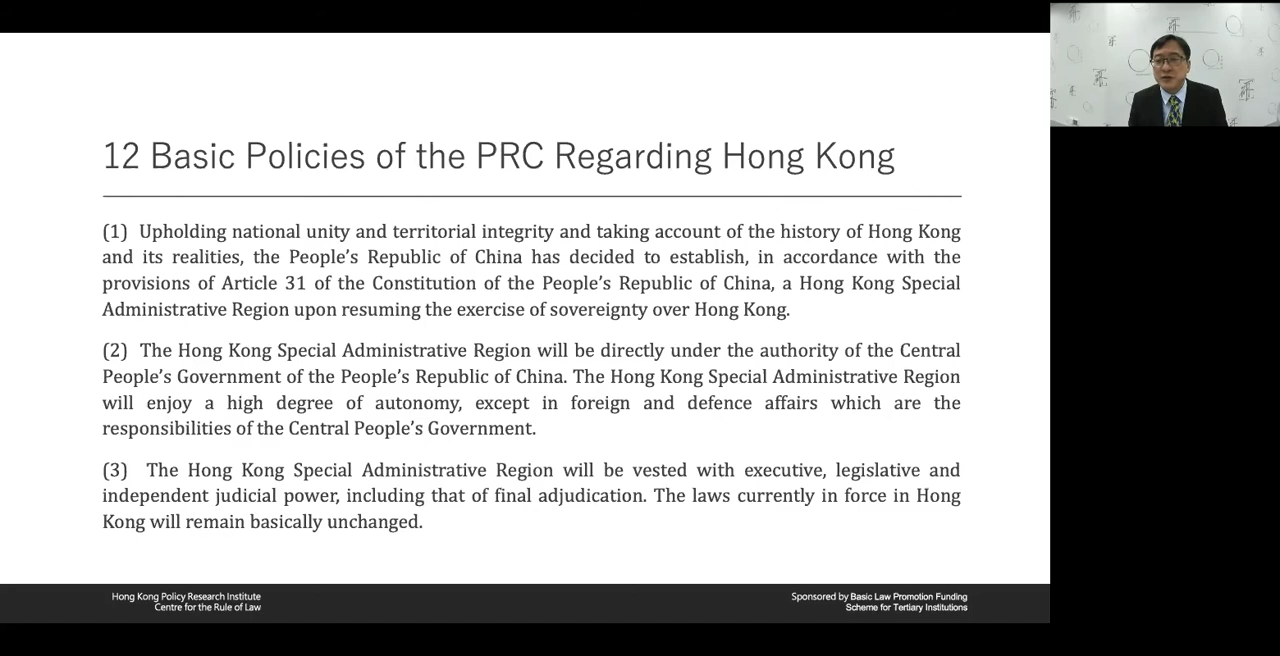 12 Basic Policies of the PRC Regarding Hong Kong
(1) Upholding national unity and territorial integrity and taking account of the history of Hong Kong
and its realities, the People's Republic of China has decided to establish, in accordance with the
provisions of Article 31 of the Constitution of the People's Republic of China, a Hong Kong Special
Administrative Region upon resuming the exercise of sovereignty over Hong Kong.
(2) The Hong Kong Special Administrative Region will be directly under the authority of the Central
People's Government of the People's Republic of China. The Hong Kong Special Administrative Region
will enjoy a high degree of autonomy, except in foreign and defence affairs which are the
responsibilities of the Central People's Government.
(3) The Hong Kong Special Administrative Region will be vested with executive, legislative and
independent judicial power, including that of final adjudication. The laws currently in force in Hong
Kong will remain basically unchanged.
Hong Kong Policy Research Institute
Centre for the Rule of Law
Sponsored by Basic Law Promotion Funding
Scheme for Tertiary Institutions